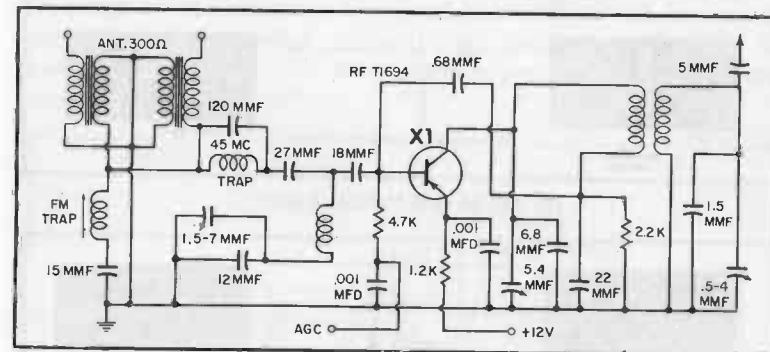 ANT. 300Ω
120 MMF
45 MC
TRAP
27 MMF
18 MMF
RF T1694
.68 MMF
X1
5 MMF
FM
TRAP
15 MMF
1.5-7 MMF
12 MMF
4.7K
.001
MFD
AGC
1.2K
.001
MFD
+12V
6.8
MMF
5.4
MMF
22
MMF
2.2K
1.5
MMF
.5-4
MMF